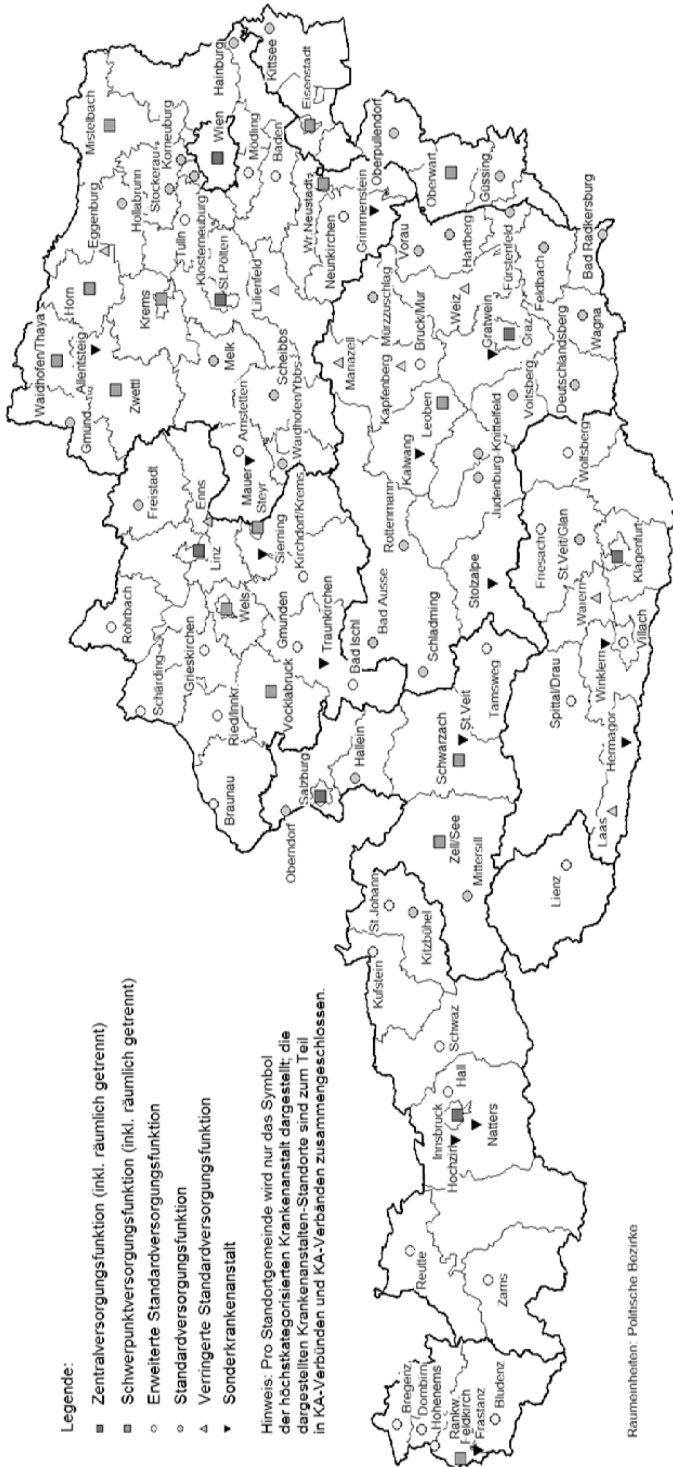 Legende:
Zentralversorgungsfunktion (inkl. räumlich getrennt)
Schwerpunktversorgungsfunktion (inkl. räumlich getrennt)
Erweiterte Standardversorgungsfunktion
Standardversorgungsfunktion
Verringerte Standardversorgungsfunktion
Sonderkrankenanstalt
Hinweis: Pro Standortgemeinde wird nur das Symbol
der höchstkategorisierten Krankenanstalt dargestellt; die
dargestellten Krankenanstalten-Standorte sind zum Teil
in KA-Verbünden und KA-Verbänden zusammengeschlossen.
Bregenz
Dornbirn
Hohenems
Rankw.
Feldkirch
Frastanz
Bludenz
Reutte
Zams
Innsbruck
Hochzirl
Hall
Natters
Schwaz
Kufstein
St.Johann
Kitzbühel
Mittersill
Zell/See
Lienz
Oberndorf
Salzburg
Hallein
Schwarzach
St.Veit
Tamsweg
Braunau
Schärding
Ried/Innkr.
Grieskirchen
Rohrbach
Vöcklabruck
Wels
Gmunden
Traunkirchen
Bad Ischl
Linz
Enns
Freistadt
Steyr
Sierning
Kirchdorf/Krems
Laas
Hermagor
Spittal/Drau
Winklern
Villach
Waiern
Friesach
St.Veit/Glan
Klagenfurt
Wolfsberg
Bad Ausse
Schladming
Rottenmann
Stolzalpe
Judenburg-Knittelfeld
Kalwang
Leoben
Kapfenberg
Bruck/Mur
Mariazell
Mürzzuschlag
Voitsberg
Deutschlandsberg
Gratwein
Graz
Weiz
Wagna
Vorau
Hartberg
Fürstenfeld
Feldbach
Bad Radkersburg
Waidhofen/Thaya
Gmünd
Allentsteig
Zwettl
Horn
Eggenburg
Krems
Hollabrunn
Mistelbach
Stockerau
Korneuburg
Tulln
Klosterneuburg
St.Pölten
Melk
Amstetten
Mauer
Scheibbs
Waidhofen/Ybbs
Lilienfeld
Wien
Mödling
Baden
Hainburg
Wr.Neustadt
Neunkirchen
Grimmenstein
Kittsee
Eisenstadt
Oberpullendorf
Oberwart
Güssing
Raumeinheiten: Politische Bezirke